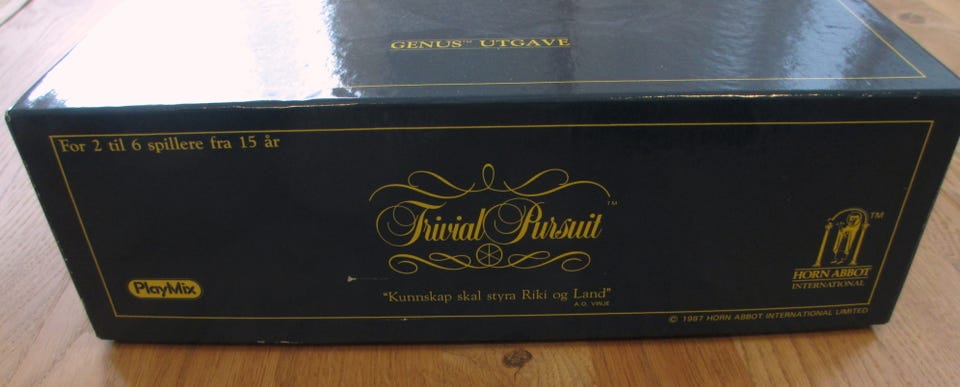 GENUS™ UTGAVE
For 2 til 6 spillere fra 15 år
Trivial Pursuit™
PlayMix
"Kunnskap skal styra Riki og Land"
A.O. VINJE
TM
HORN ABBOT
INTERNATIONAL
© 1987 HORN ABBOT INTERNATIONAL LIMITED